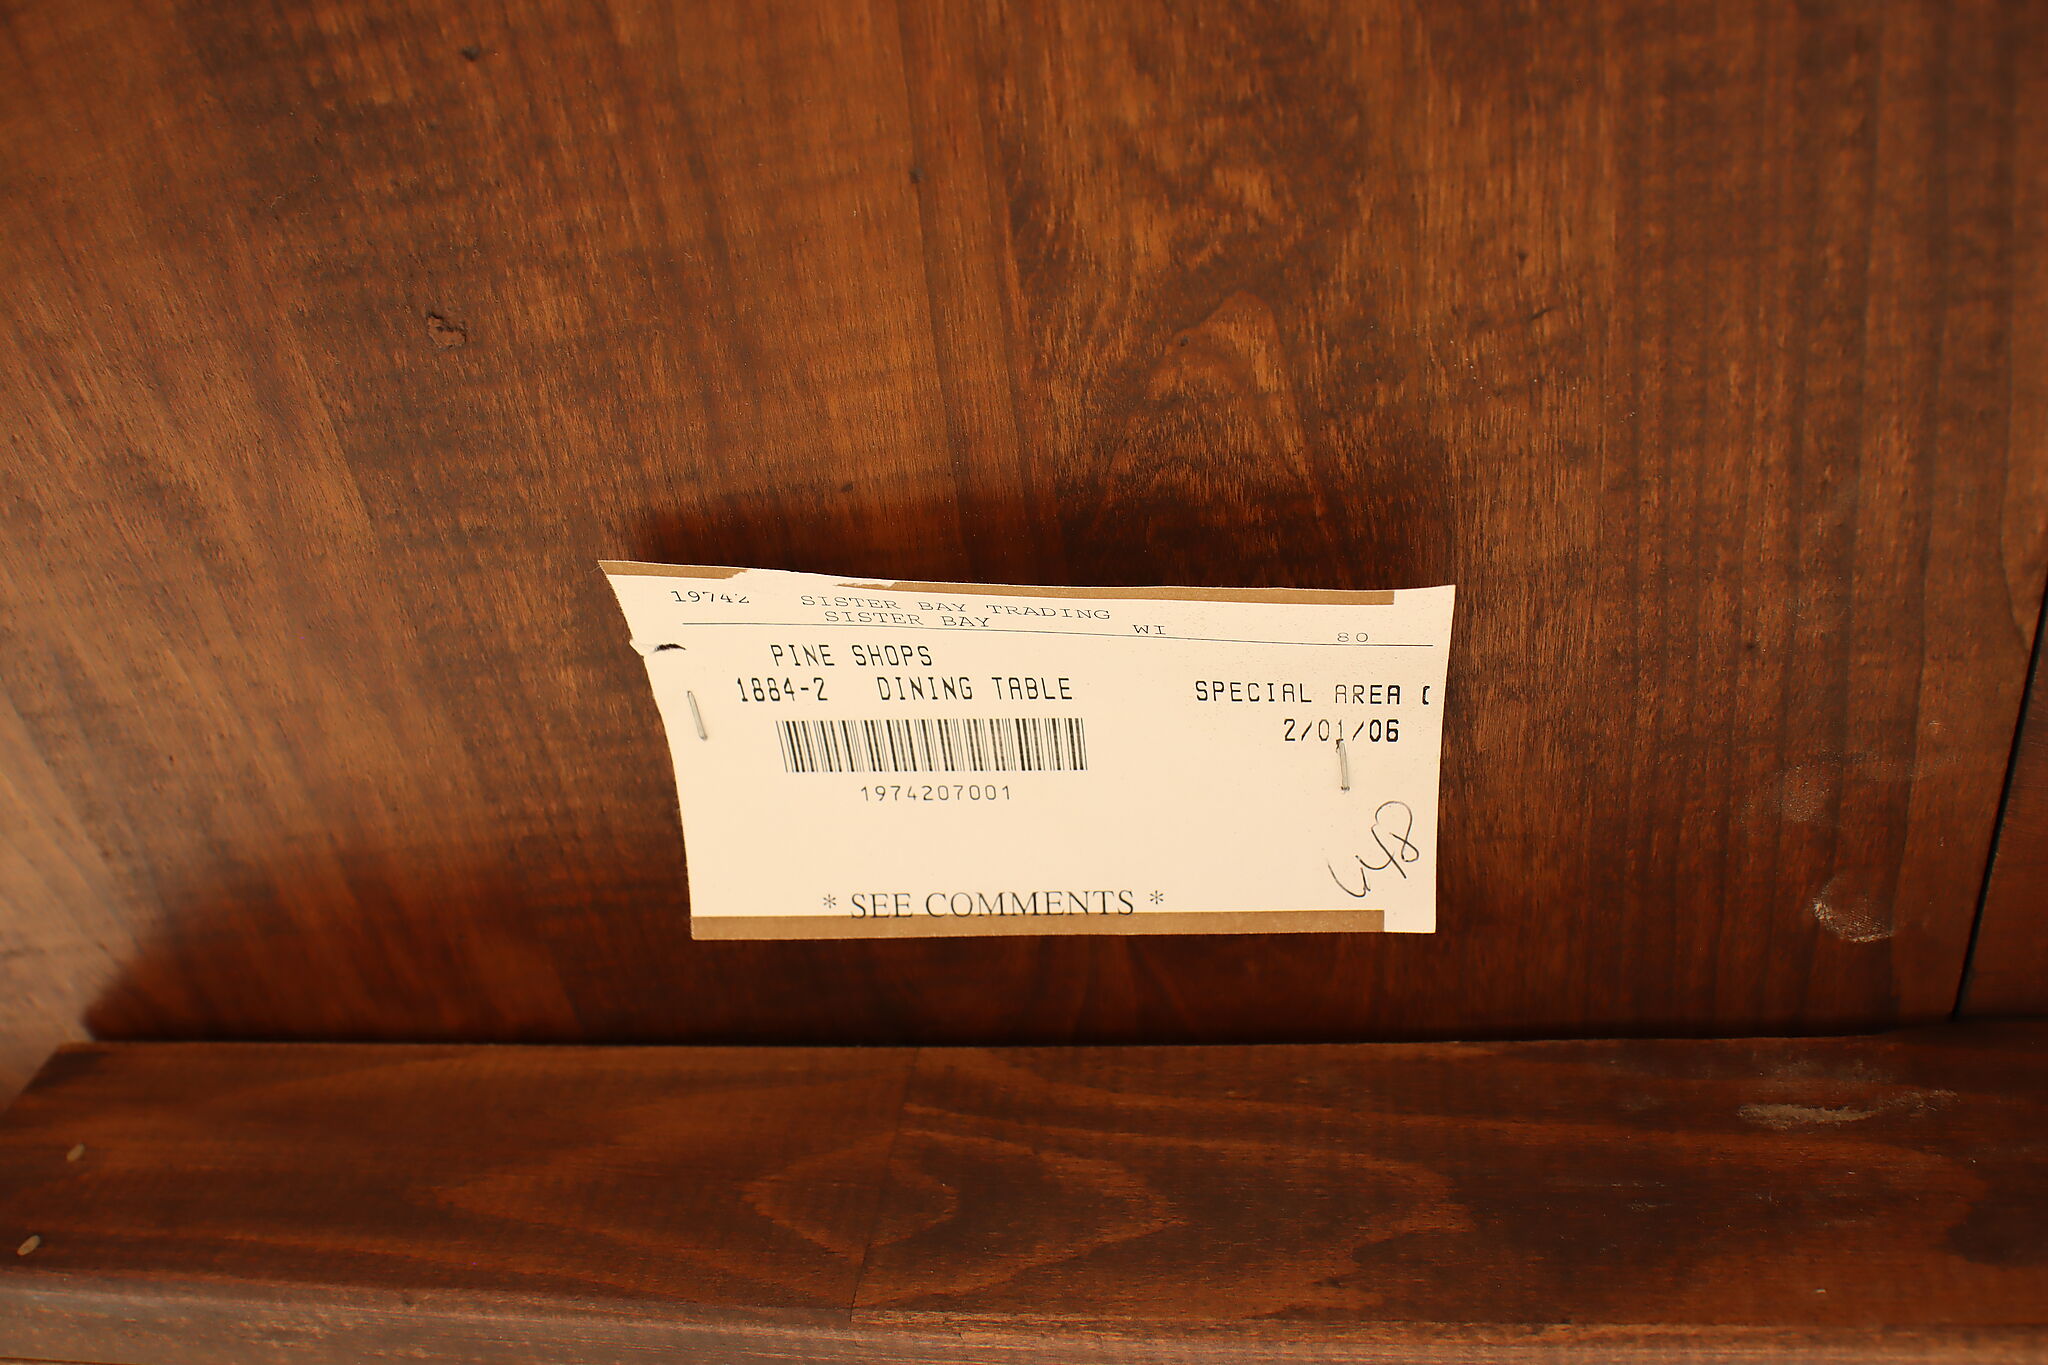 19742 SISTER BAY TRADING
SISTER BAY WI 80
PINE SHOPS
1884-2 DINING TABLE SPECIAL AREA
2/01/06
1974207001
* SEE COMMENTS *